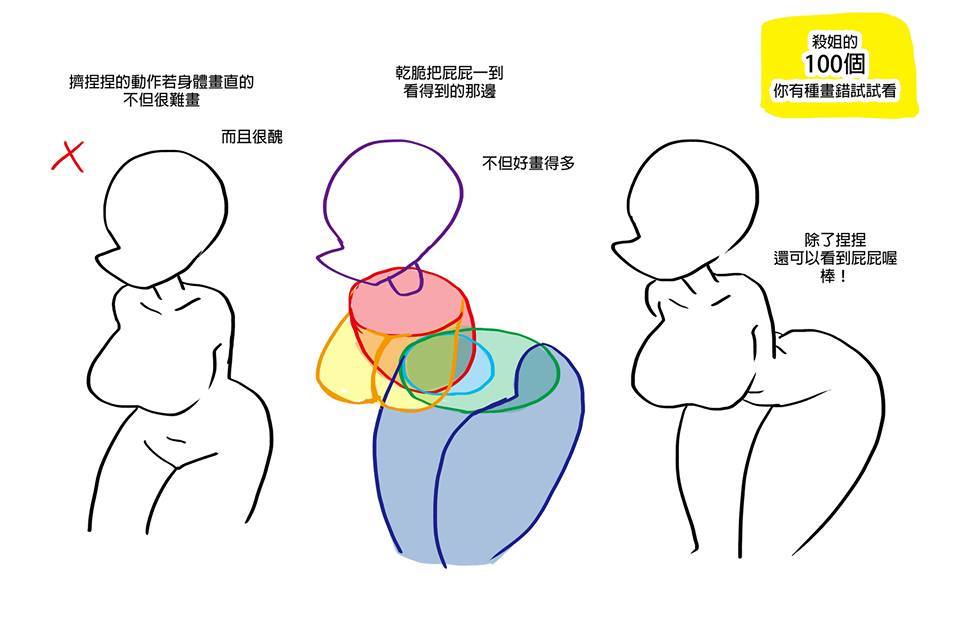 擠捏捏的動作若身體畫直的
不但很難畫
而且很醜
乾脆把屁屁一到
看得到的那邊
不但好畫得多
殺姐的
100個
你有種畫錯試試看
除了捏捏
還可以看到屁屁喔
棒！